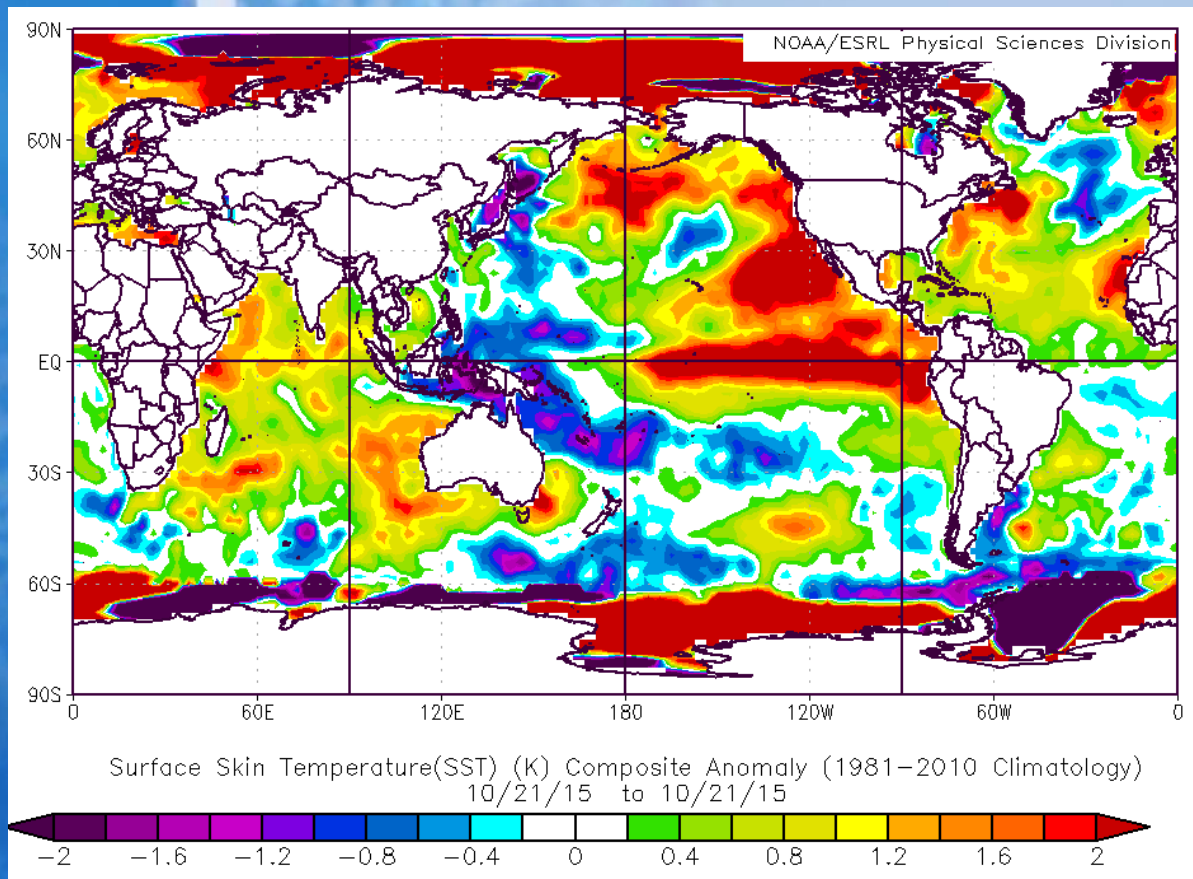 90N
NOAA/ESRL Physical Sciences Division
60N
30N
EQ
30S
60S
90S
0 60E 120E 180 120W 60W 0
Surface Skin Temperature(SST) (K) Composite Anomaly (1981-2010 Climatology)
10/21/15 to 10/21/15
-2 -1.6 -1.2 -0.8 -0.4 0 0.4 0.8 1.2 1.6 2